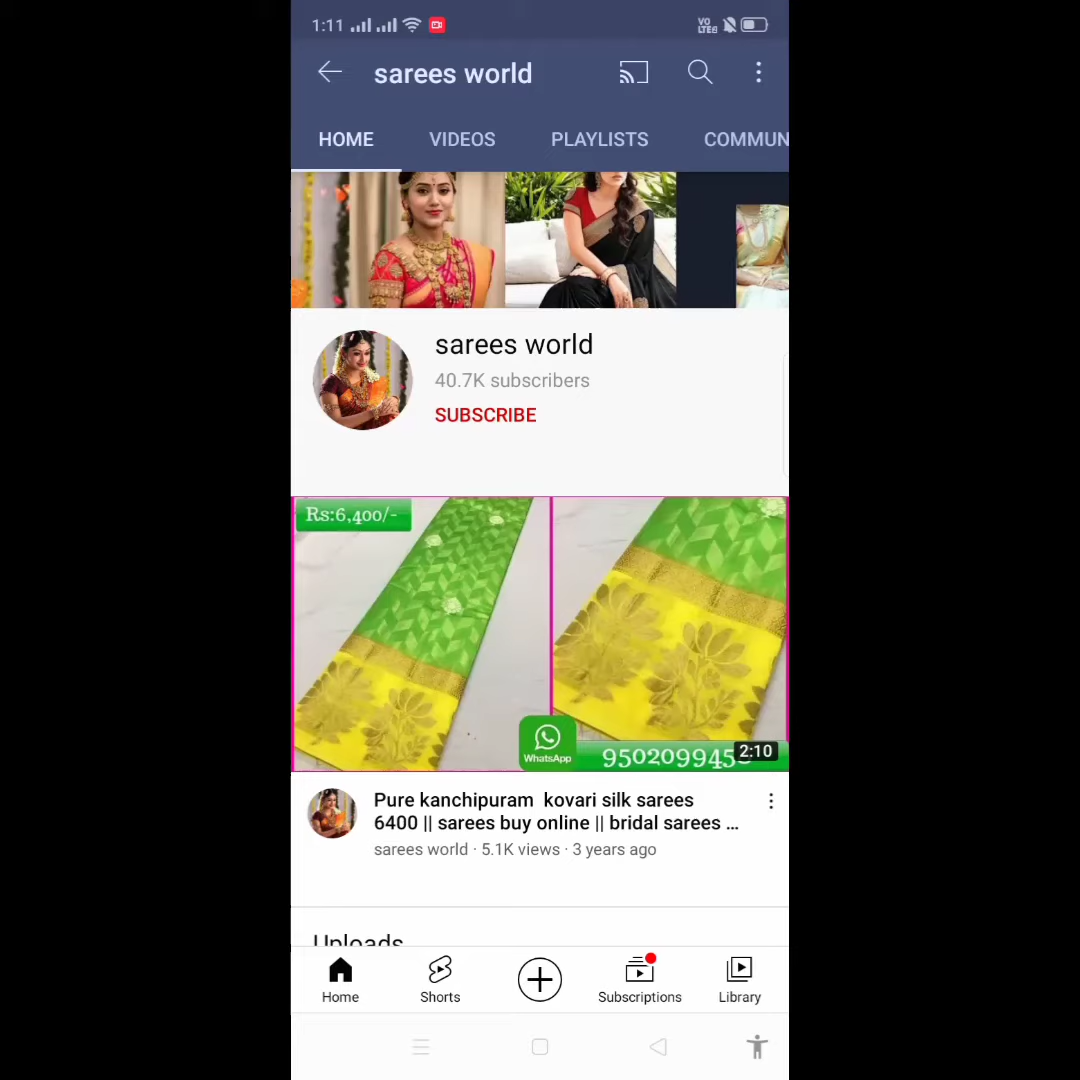 1:11
VO
LTE
sarees world
HOME VIDEOS PLAYLISTS COMMUN
sarees world
40.7K subscribers
SUBSCRIBE
Rs:6,400/-
WhatsApp
2:10
Pure kanchipuram kovari silk sarees
6400 || sarees buy online || bridal sarees ...
sarees world · 5.1K views · 3 years ago
Uploads
Home Shorts Subscriptions Library